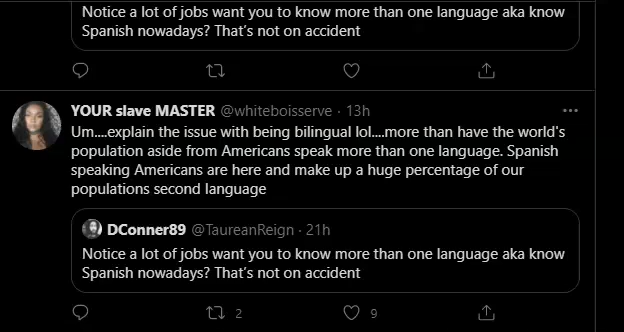 Notice a lot of jobs want you to know more than one language aka know
Spanish nowadays? That's not on accident
YOUR slave MASTER @whiteboisserve · 13h
Um....explain the issue with being bilingual lol....more than have the world's
population aside from Americans speak more than one language. Spanish
speaking Americans are here and make up a huge percentage of our
populations second language
DConner89 @TaureanReign · 21h
Notice a lot of jobs want you to know more than one language aka know
Spanish nowadays? That's not on accident
2 9